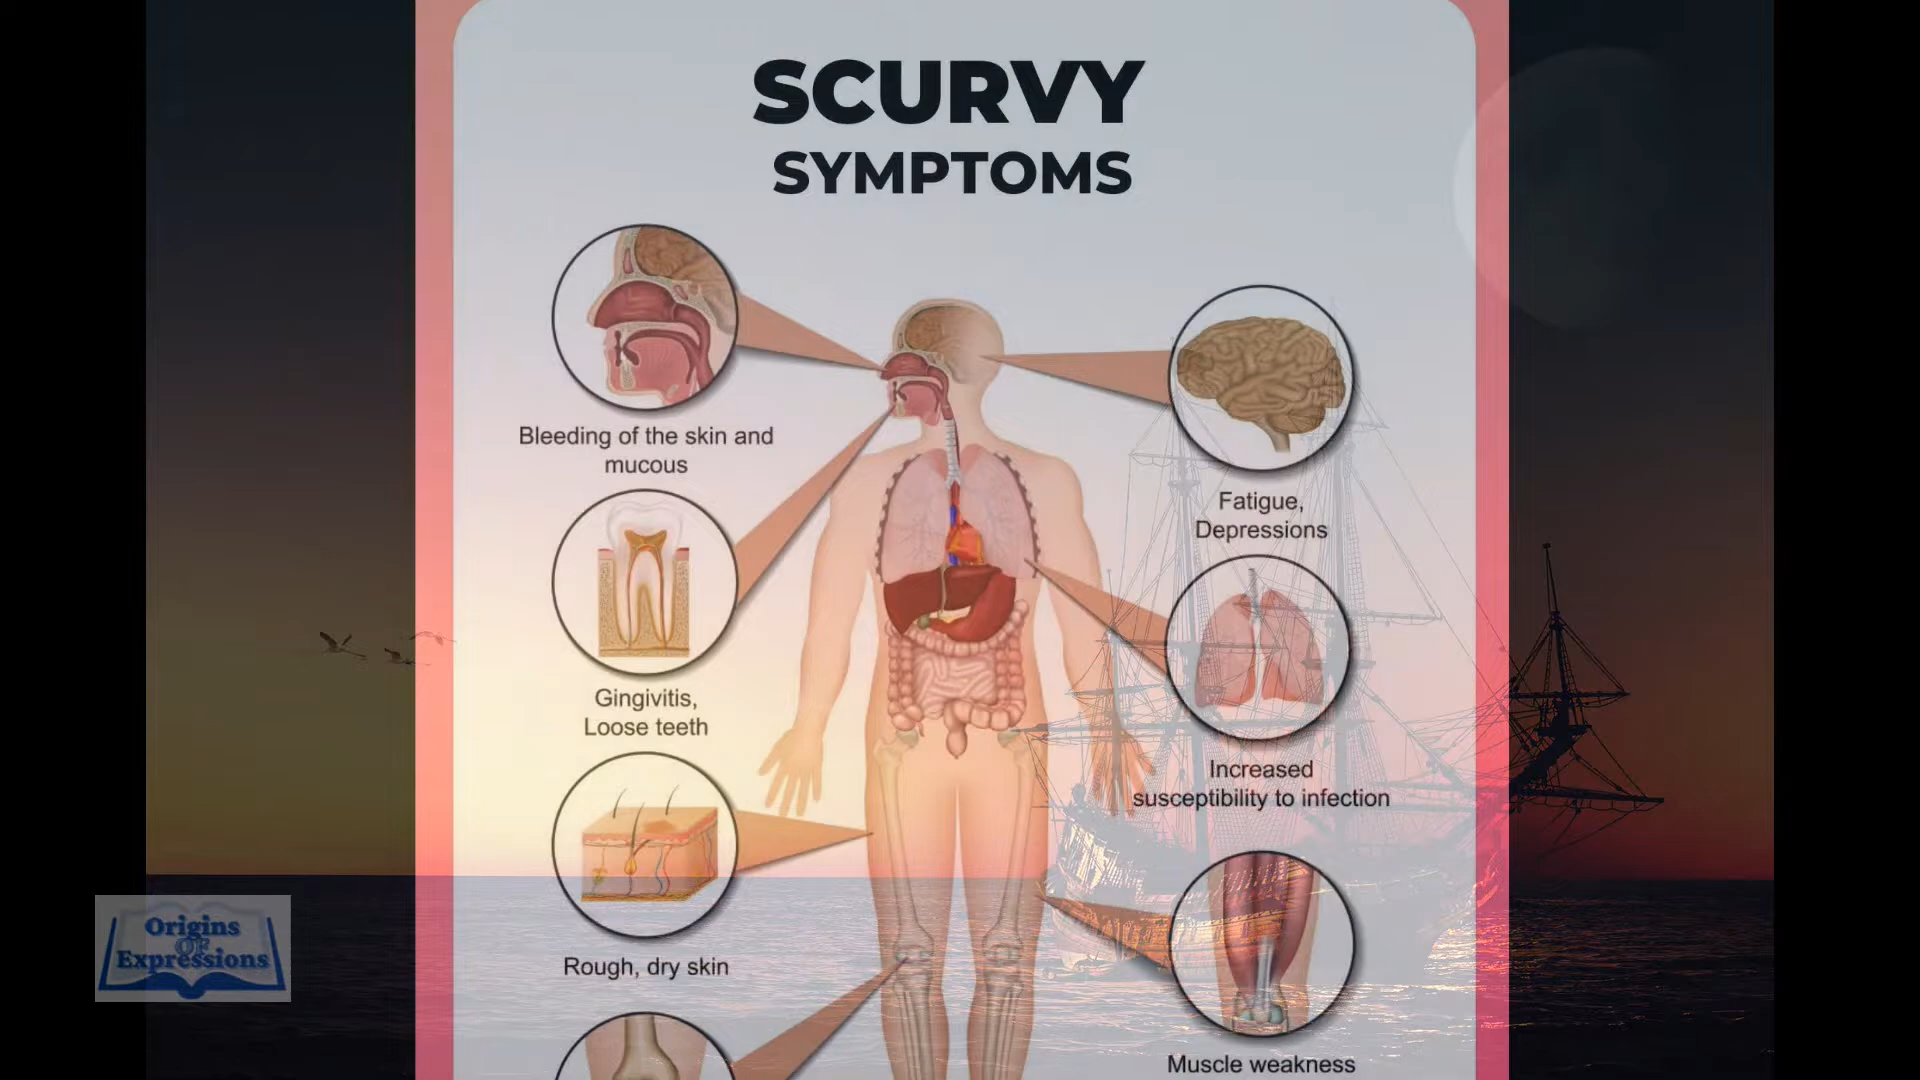 SCURVY
SYMPTOMS
Bleeding of the skin and
mucous
Gingivitis,
Loose teeth
Rough, dry skin
Fatigue,
Depressions
Increased
susceptibility to infection
Muscle weakness
Origins
OF
Expressions